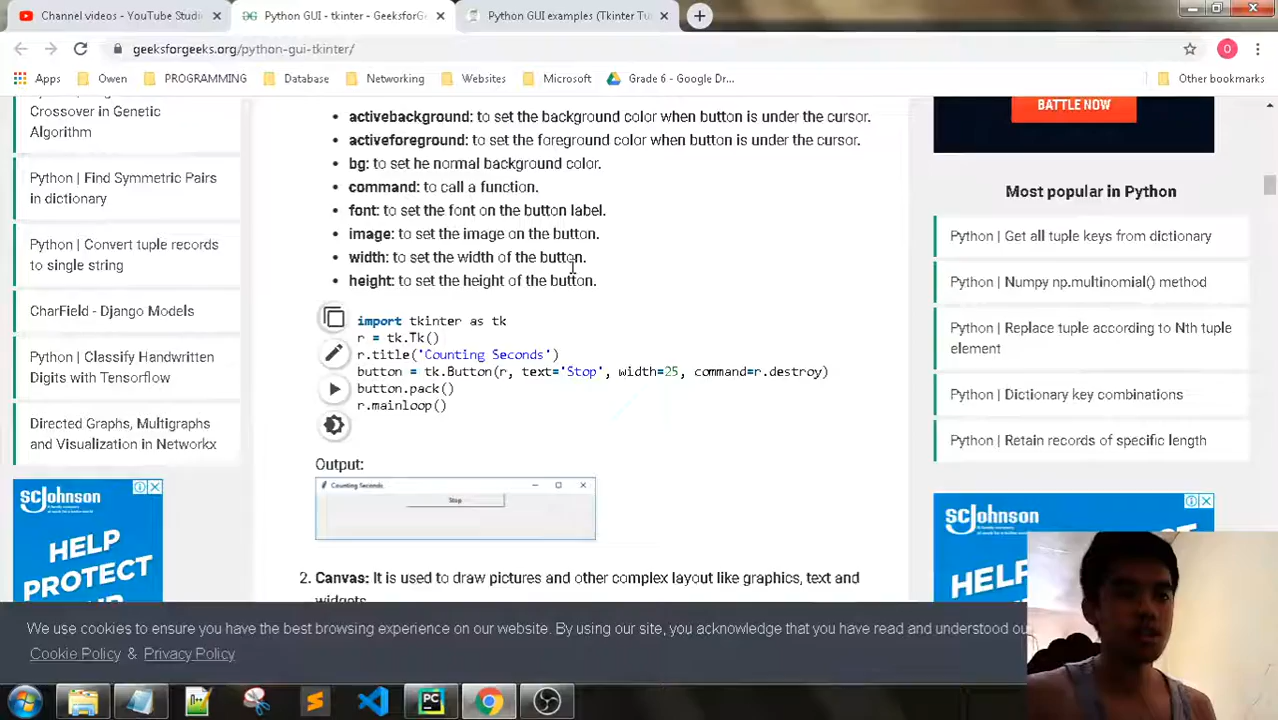 Channel videos - YouTube Studi
Python GUI - tkinter - GeeksforGe
Python GUI examples (Tkinter Tu
geeksforgeeks.org/python-gui-tkinter/
O
Apps
Owen
PROGRAMMING
Database
Networking
Websites
Microsoft
Grade 6 - Google Dr...
Other bookmarks
Crossover in Genetic
Algorithm
Python | Find Symmetric Pairs
in dictionary
Python | Convert tuple records
to single string
CharField - Django Models
Python | Classify Handwritten
Digits with Tensorflow
Directed Graphs, Multigraphs
and Visualization in Networkx
SCJohnson
HELP
PROTECT
activebackground: to set the background color when button is under the cursor.
activeforeground: to set the foreground color when button is under the cursor.
bg: to set he normal background color.
command: to call a function.
font: to set the font on the button label.
image: to set the image on the button.
width: to set the width of the button.
height: to set the height of the button.
import tkinter as tk
r = tk.Tk()
r.title('Counting Seconds')
button = tk.Button(r, text='Stop', width=25, command=r.destroy)
button.pack()
r.mainloop()
Output:
Counting Seconds
Stop
2. Canvas: It is used to draw pictures and other complex layout like graphics, text and
widgets.
BATTLE NOW
Most popular in Python
Python | Get all tuple keys from dictionary
Python | Numpy np.multinomial() method
Python | Replace tuple according to Nth tuple
element
Python | Dictionary key combinations
Python | Retain records of specific length
SCJohnson
HEL
We use cookies to ensure you have the best browsing experience on our website. By using our site, you acknowledge that you have read and understood ou
Cookie Policy & Privacy Policy
PC